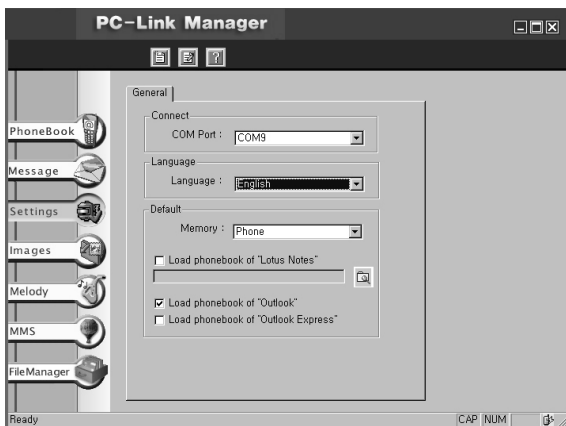 PC-Link Manager
General
Connect
COM Port : COM9
Language
Language : English
Default
Memory : Phone
Load phonebook of "Lotus Notes"
Load phonebook of "Outlook"
Load phonebook of "Outlook Express"
PhoneBook
Message
Settings
Images
Melody
MMS
FileManager
Ready
CAP NUM